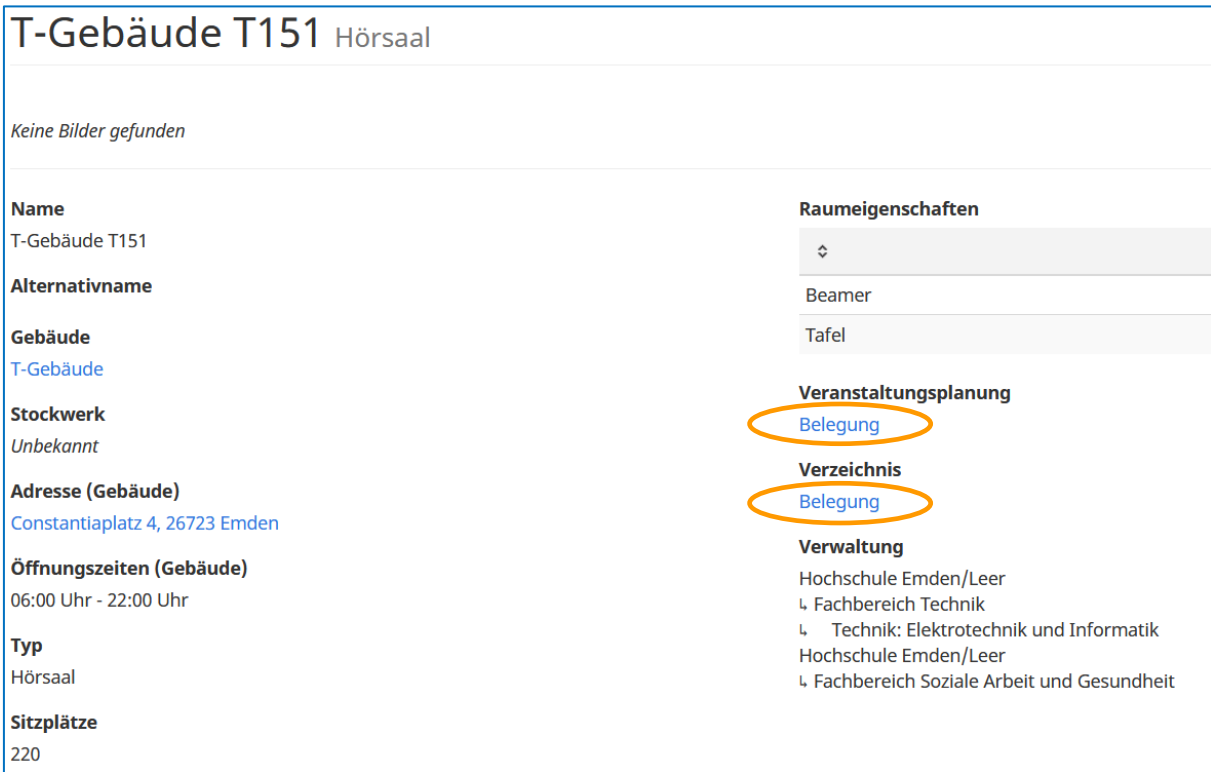 T-Gebäude T151 Hörsaal
Keine Bilder gefunden
Name
T-Gebäude T151
Alternativname
Gebäude
T-Gebäude
Stockwerk
Unbekannt
Adresse (Gebäude)
Constantiaplatz 4, 26723 Emden
Öffnungszeiten (Gebäude)
06:00 Uhr - 22:00 Uhr
Typ
Hörsaal
Sitzplätze
220
Raumeigenschaften
Beamer
Tafel
Veranstaltungsplanung
Belegung
Verzeichnis
Belegung
Verwaltung
Hochschule Emden/Leer
↳ Fachbereich Technik
↳ Technik: Elektrotechnik und Informatik
Hochschule Emden/Leer
↳ Fachbereich Soziale Arbeit und Gesundheit